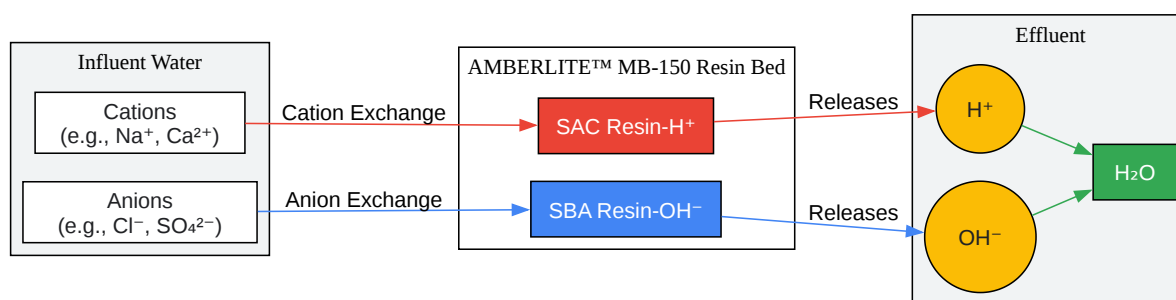 Influent Water
Cations
(e.g., Na⁺, Ca²⁺)
Anions
(e.g., Cl⁻, SO₄²⁻)
Cation Exchange
Anion Exchange
AMBERLITE™ MB-150 Resin Bed
SAC Resin-H⁺
SBA Resin-OH⁻
Releases
Releases
Effluent
H⁺
OH⁻
H₂O